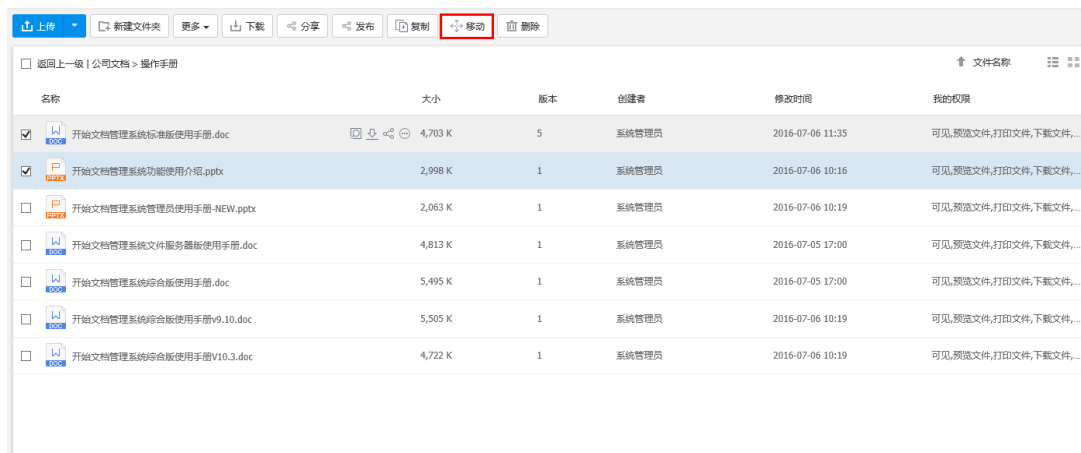 上传 新建文件夹 更多 下载 分享 发布 复制 移动 删除
返回上一级 | 公司文档 > 操作手册 文件名称
名称 大小 版本 创建者 修改时间 我的权限
DOC 开始文档管理系统标准版使用手册.doc 4,703 K 5 系统管理员 2016-07-06 11:35 可见,预览文件,打印文件,下载文件,...
PPTX 开始文档管理系统功能使用介绍.pptx 2,998 K 1 系统管理员 2016-07-06 10:16 可见,预览文件,打印文件,下载文件,...
PPTX 开始文档管理系统管理员使用手册-NEW.pptx 2,063 K 1 系统管理员 2016-07-06 10:19 可见,预览文件,打印文件,下载文件,...
DOC 开始文档管理系统文件服务器版使用手册.doc 4,813 K 1 系统管理员 2016-07-05 17:00 可见,预览文件,打印文件,下载文件,...
DOC 开始文档管理系统综合版使用手册.doc 5,495 K 1 系统管理员 2016-07-05 17:00 可见,预览文件,打印文件,下载文件,...
DOC 开始文档管理系统综合版使用手册v9.10.doc 5,505 K 1 系统管理员 2016-07-06 10:19 可见,预览文件,打印文件,下载文件,...
DOC 开始文档管理系统综合版使用手册V10.3.doc 4,722 K 1 系统管理员 2016-07-06 10:19 可见,预览文件,打印文件,下载文件,...